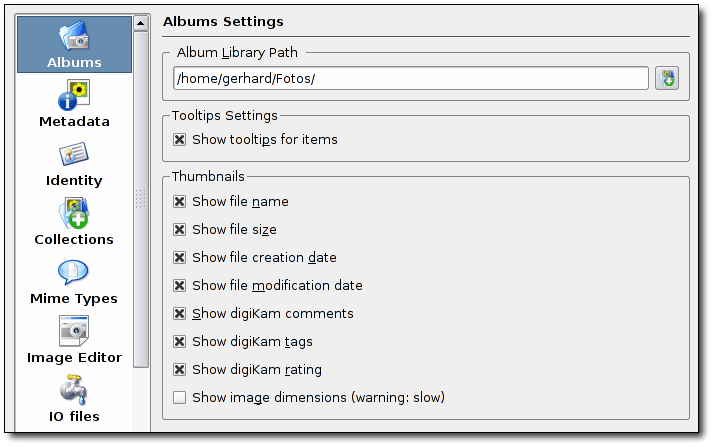 Albums
Metadata
Identity
Collections
Mime Types
Image Editor
IO files
Albums Settings
Album Library Path
/home/gerhard/Fotos/
Tooltips Settings
Show tooltips for items
Thumbnails
Show file name
Show file size
Show file creation date
Show file modification date
Show digiKam comments
Show digiKam tags
Show digiKam rating
Show image dimensions (warning: slow)